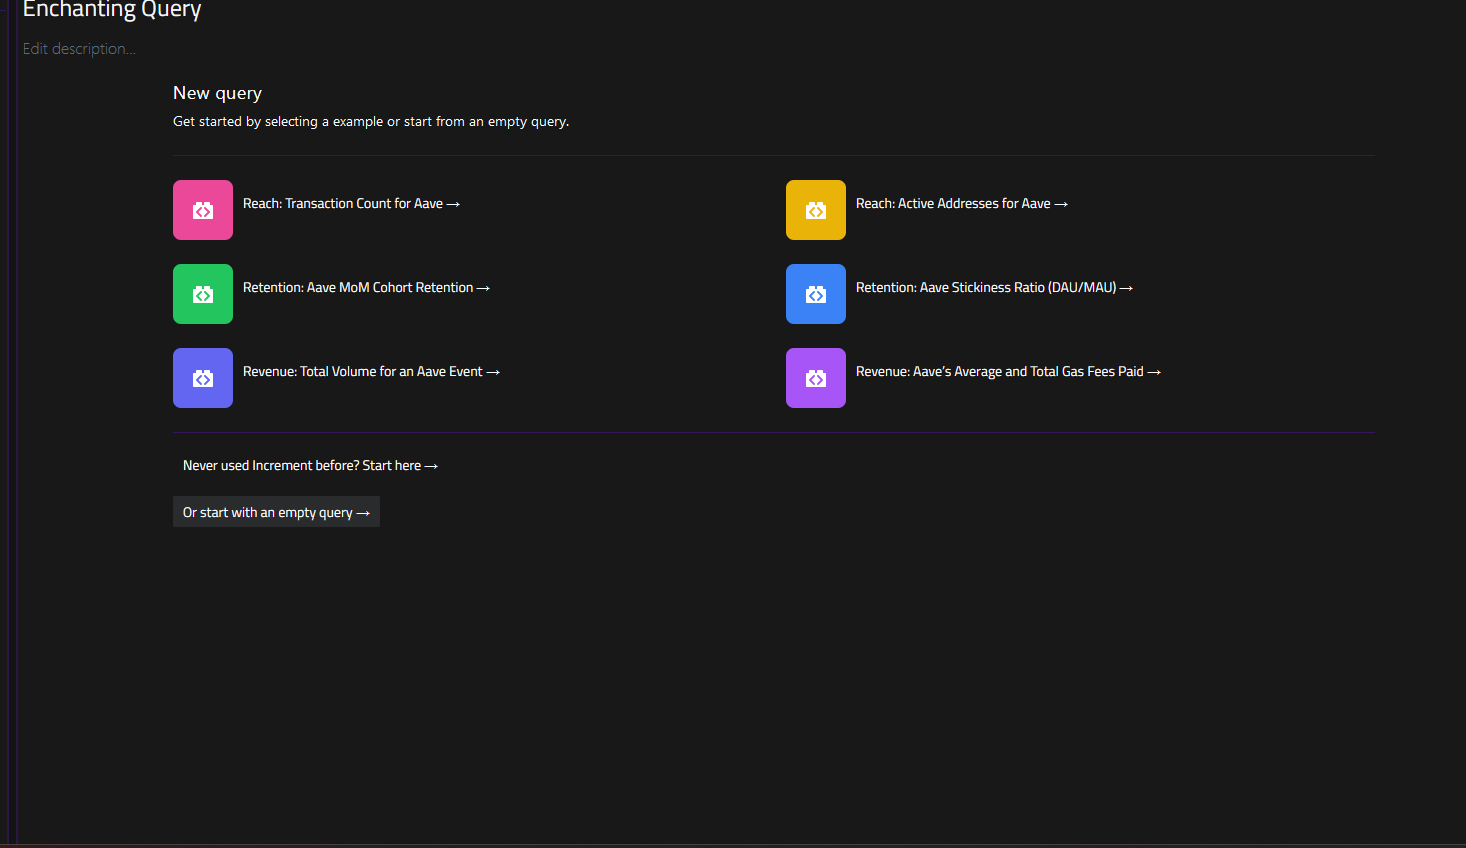 Enchanting Query
Edit description...
New query
Get started by selecting a example or start from an empty query.
Reach: Transaction Count for Aave →
Reach: Active Addresses for Aave →
Retention: Aave MoM Cohort Retention →
Retention: Aave Stickiness Ratio (DAU/MAU) →
Revenue: Total Volume for an Aave Event →
Revenue: Aave's Average and Total Gas Fees Paid →
Never used Increment before? Start here →
Or start with an empty query →